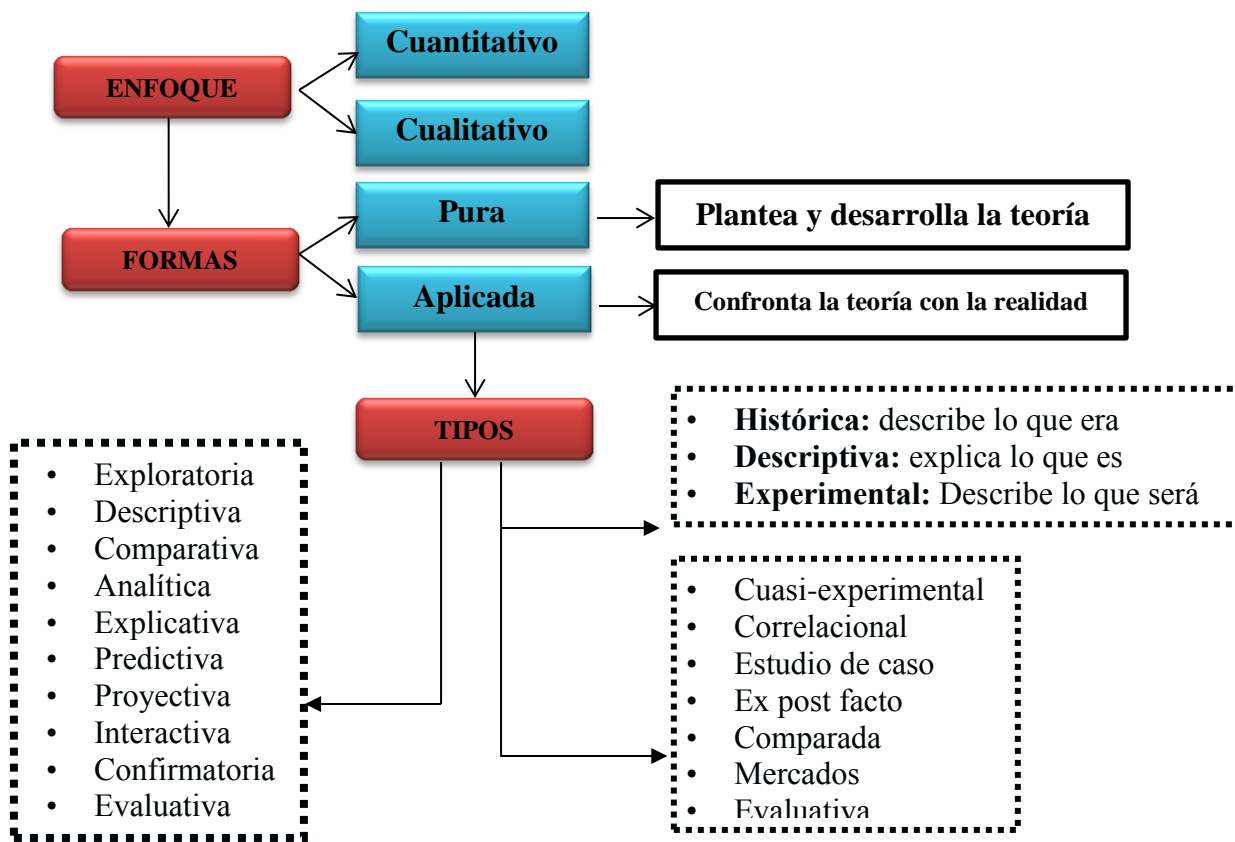 Cuantitativo
ENFOQUE
Cualitativo
Pura
Plantea y desarrolla la teoría
FORMAS
Aplicada
Confronta la teoría con la realidad
TIPOS
• Histórica: describe lo que era
• Descriptiva: explica lo que es
• Experimental: Describe lo que será
• Exploratoria
• Descriptiva
• Comparativa
• Analítica
• Explicativa
• Predictiva
• Proyectiva
• Interactiva
• Confirmatoria
• Evaluativa
• Cuasi-experimental
• Correlacional
• Estudio de caso
• Ex post facto
• Comparada
• Mercados
• Evaluativa